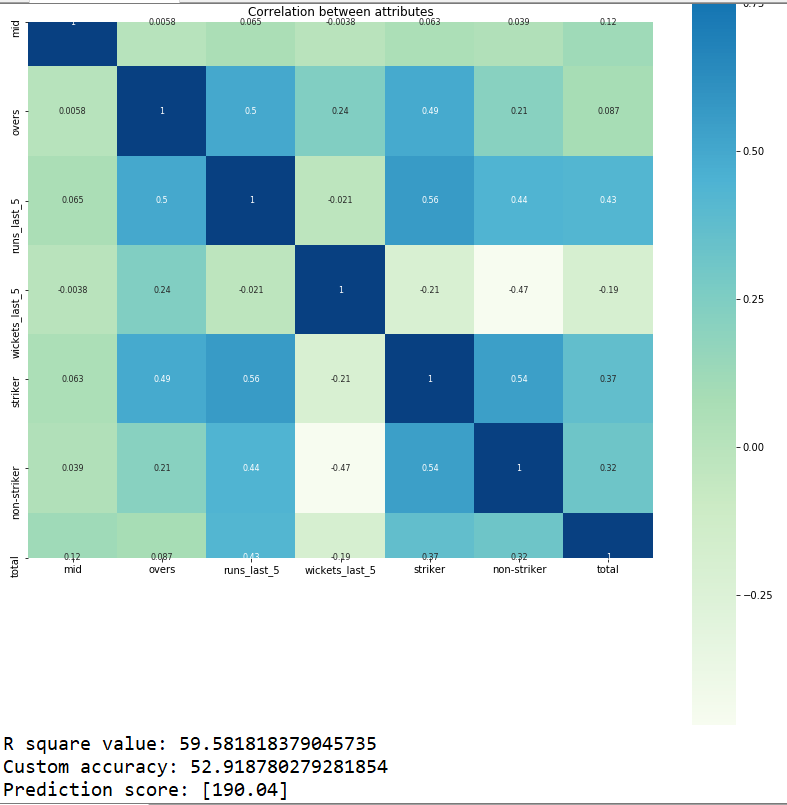 Correlation between attributes
mid 1 0.0058 0.065 -0.0038 0.063 0.039 0.12
overs 0.0058 1 0.5 0.24 0.49 0.21 0.087
runs_last_5 0.065 0.5 1 -0.021 0.56 0.44 0.43
wickets_last_5 -0.0038 0.24 -0.021 1 -0.21 -0.47 -0.19
striker 0.063 0.49 0.56 -0.21 1 0.54 0.37
non-striker 0.039 0.21 0.44 -0.47 0.54 1 0.32
total 0.12 0.087 0.43 -0.19 0.37 0.32 1
mid overs runs_last_5 wickets_last_5 striker non-striker total
0.75
0.50
0.25
0.00
−0.25
R square value: 59.581818379045735
Custom accuracy: 52.918780279281854
Prediction score: [190.04]